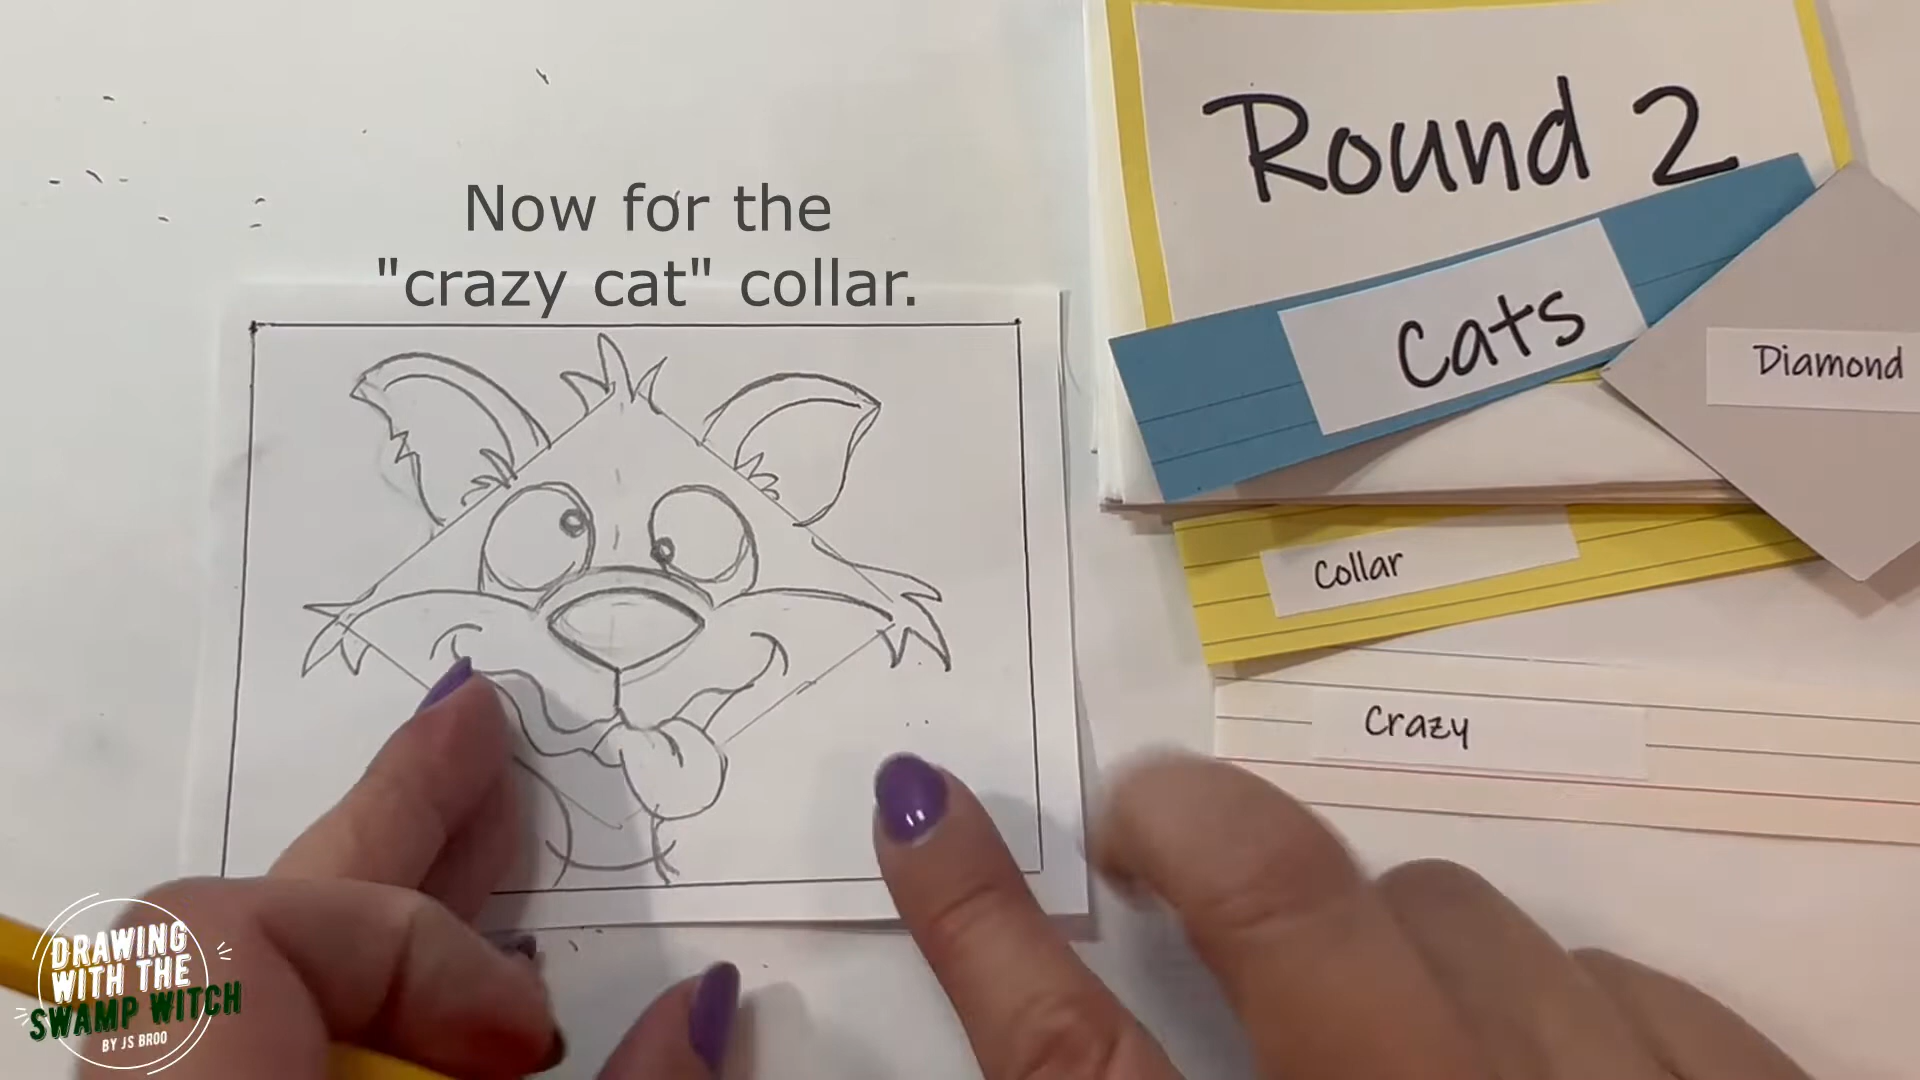 Now for the
"crazy cat" collar.
Round 2
Cats
Diamond
Collar
Crazy
DRAWING
WITH THE
SWAMP WITCH
BY JS BROO